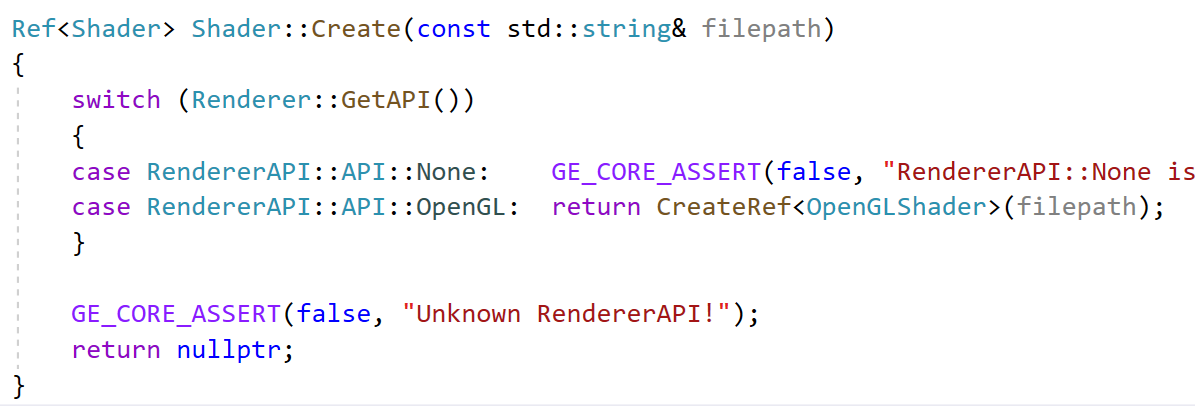 Ref<Shader> Shader::Create(const std::string& filepath)
{
    switch (Renderer::GetAPI())
    {
    case RendererAPI::API::None:    GE_CORE_ASSERT(false, "RendererAPI::None is
    case RendererAPI::API::OpenGL:  return CreateRef<OpenGLShader>(filepath);
    }

    GE_CORE_ASSERT(false, "Unknown RendererAPI!");
    return nullptr;
}